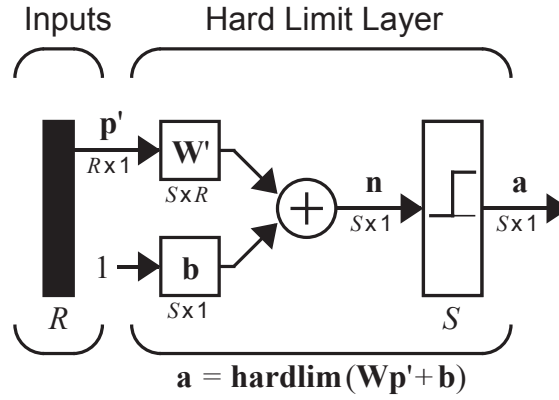 Inputs
Hard Limit Layer
p'
R x 1
W'
S x R
n
S x 1
a
S x 1
1
b
S x 1
R
S
a = hardlim (Wp' + b)